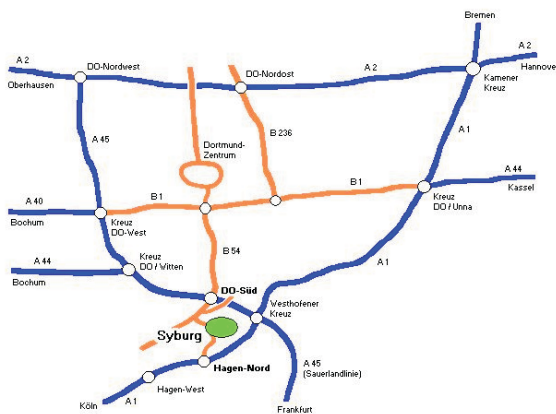 Bremen
A 2
DO-Nordwest
A 2
Hannove
Oberhausen
DO-Nordost
A 2
Kamener
Kreuz
A 45
Dortmund-
Zentrum
B 236
A 1
A 44
Kassel
A 40
Bochum
B 1
B 1
Kreuz
DO-West
Kreuz
DO / Unna
Kreuz
DO / Witten
B 54
A 44
Bochum
A 1
DO-Süd
Westhofener
Kreuz
Syburg
A 45
(Sauerlandlinie)
Hagen-Nord
Hagen-West
Köln
A 1
Frankfurt